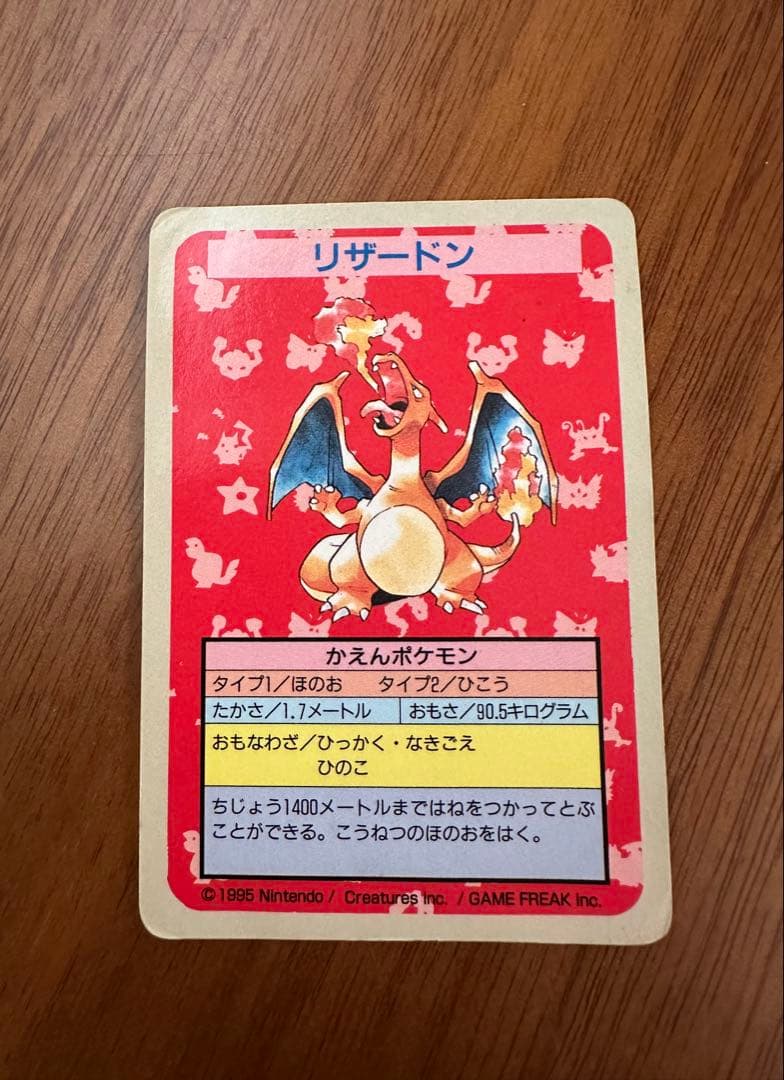 リザードン
かえんポケモン
タイプ1/ほのお タイプ2/ひこう
たかさ/1.7メートル おもさ/90.5キログラム
おもなわざ/ひっかく・なきごえ
ひのこ
ちじょう1400メートルまではねをつかってとぶ
ことができる。こうねつのほのおをはく。
©1995 Nintendo / Creatures inc. / GAME FREAK inc.